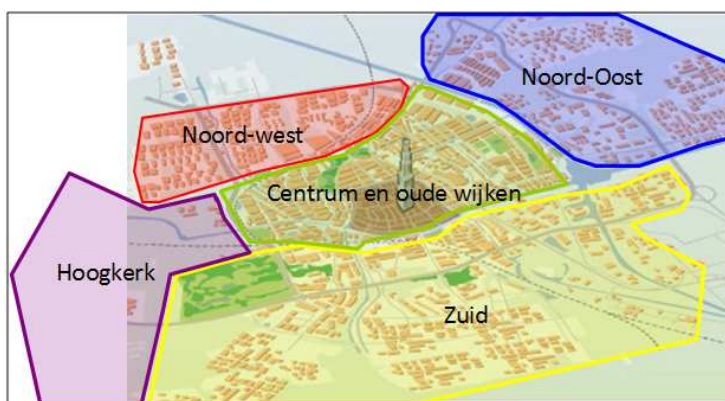 Noord-Oost
Noord-west
Centrum en oude wijken
Hoogkerk
Zuid